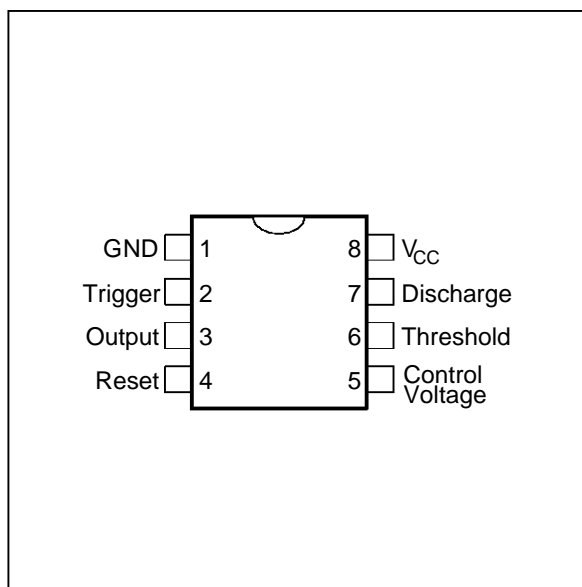 GND 1 8 VCC
Trigger 2 7 Discharge
Output 3 6 Threshold
Reset 4 5 Control
Voltage